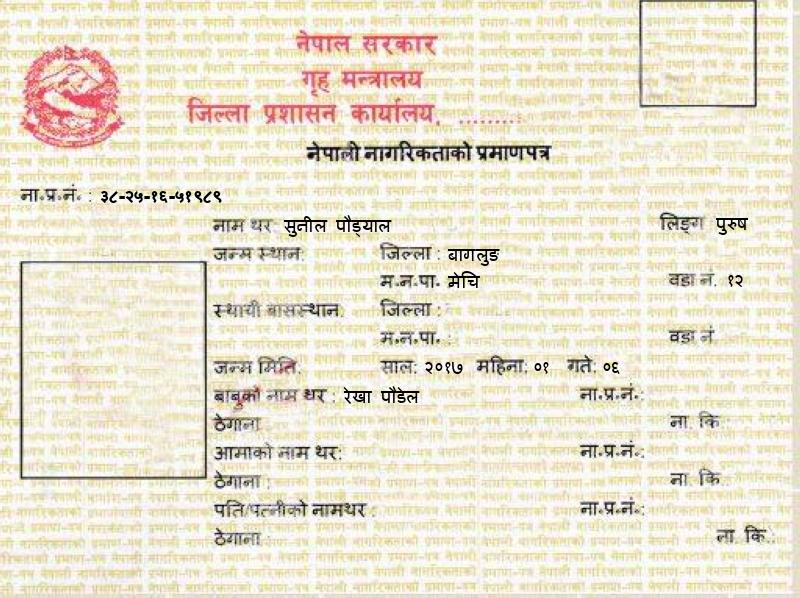 नेपाल सरकार
गृह मन्त्रालय
जिल्ला प्रशासन कार्यालय, .........
नेपाली नागरिकताको प्रमाणपत्र
ना.प्र.नं. : ३८-२५-१६-५१९८९
नाम थर: सुनील पौड्याल लिङ्ग पुरुष
जन्म स्थान: जिल्ला : बागलुङ
म.न.पा. मेचि वडा नं. १२
स्थायी बासस्थान: जिल्ला :
म.न.पा. : वडा नं.
जन्म मिति: साल: २०१७ महिना: ०१ गते: ०६
बाबुको नाम थर : रेखा पौडेल ना.प्र.नं.:
ठेगाना : ना. कि.:
आमाको नाम थर: ना.प्र.नं.:
ठेगाना : ना. कि.
पति/पत्नीको नामथर : ना.प्र.नं.:
ठेगाना : ना. कि.: